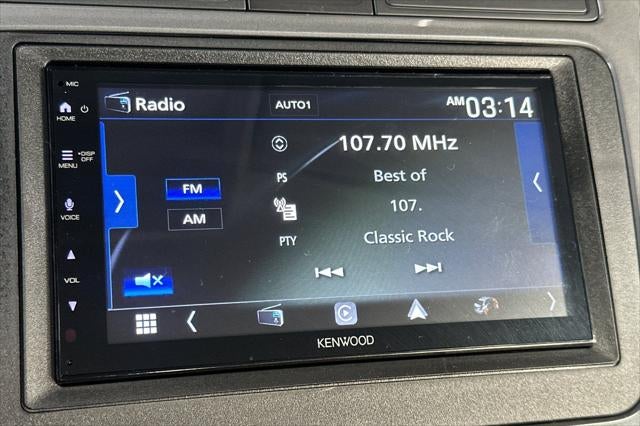 MIC
Radio
AUTO1
AM 03:14
HOME
107.70 MHz
MENU
•DISP OFF
PS
Best of
FM
107.
AM
VOICE
PTY
Classic Rock
VOL
KENWOOD